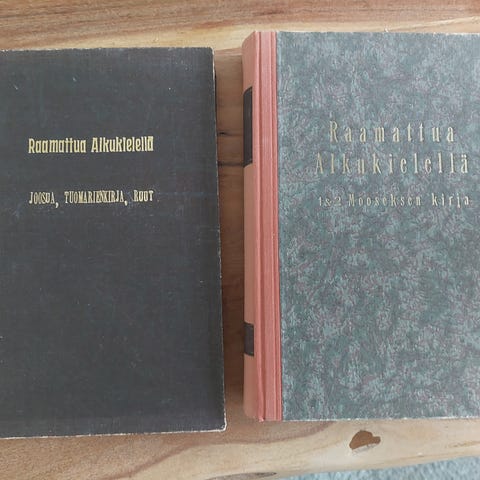 Raamattua Alkukielellä
JOOSUA, TUOMARIENKIRJA, RUUT
Raamattua
Alkukielellä
1&2 Mooseksen kirja